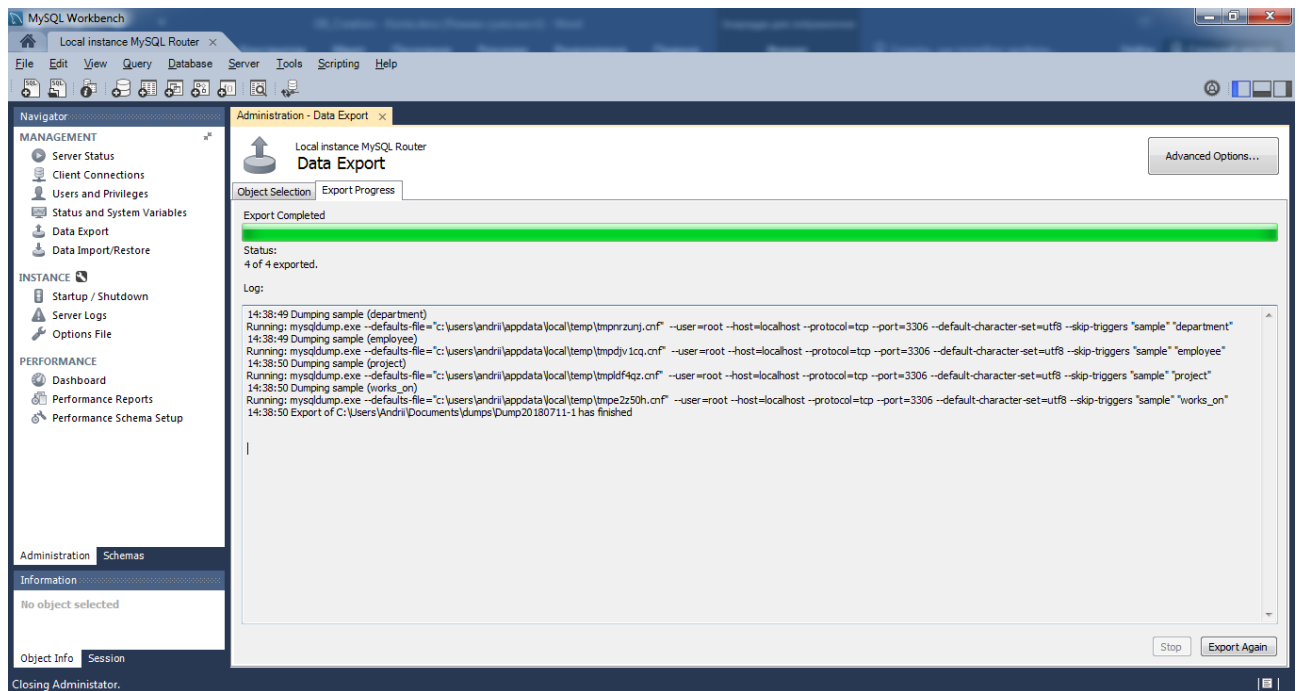 MySQL Workbench
Local instance MySQL Router ×
File Edit View Query Database Server Tools Scripting Help
Navigator
MANAGEMENT
Server Status
Client Connections
Users and Privileges
Status and System Variables
Data Export
Data Import/Restore
INSTANCE
Startup / Shutdown
Server Logs
Options File
PERFORMANCE
Dashboard
Performance Reports
Performance Schema Setup
Administration Schemas
Information
No object selected
Object Info Session
Administration - Data Export ×
Local instance MySQL Router
Data Export
Advanced Options...
Object Selection Export Progress
Export Completed
Status:
4 of 4 exported.
Log:
14:38:49 Dumping sample (department)
Running: mysqldump.exe --defaults-file="c:\users\andrii\appdata\local\temp\tmpnrzunj.cnf" --user=root --host=localhost --protocol=tcp --port=3306 --default-character-set=utf8 --skip-triggers "sample" "department"
14:38:49 Dumping sample (employee)
Running: mysqldump.exe --defaults-file="c:\users\andrii\appdata\local\temp\tmpdjv1cq.cnf" --user=root --host=localhost --protocol=tcp --port=3306 --default-character-set=utf8 --skip-triggers "sample" "employee"
14:38:50 Dumping sample (project)
Running: mysqldump.exe --defaults-file="c:\users\andrii\appdata\local\temp\tmpldf4qz.cnf" --user=root --host=localhost --protocol=tcp --port=3306 --default-character-set=utf8 --skip-triggers "sample" "project"
14:38:50 Dumping sample (works_on)
Running: mysqldump.exe --defaults-file="c:\users\andrii\appdata\local\temp\tmpe2z50h.cnf" --user=root --host=localhost --protocol=tcp --port=3306 --default-character-set=utf8 --skip-triggers "sample" "works_on"
14:38:50 Export of C:\Users\Andrii\Documents\dumps\Dump20180711-1 has finished
Stop Export Again
Closing Administator.